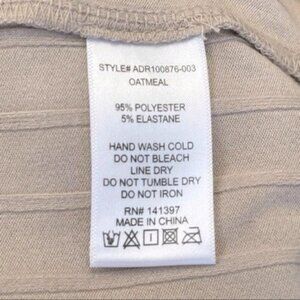 STYLE# ADR100876-003
OATMEAL
95% POLYESTER
5% ELASTANE
HAND WASH COLD
DO NOT BLEACH
LINE DRY
DO NOT TUMBLE DRY
DO NOT IRON
RN# 141397
MADE IN CHINA